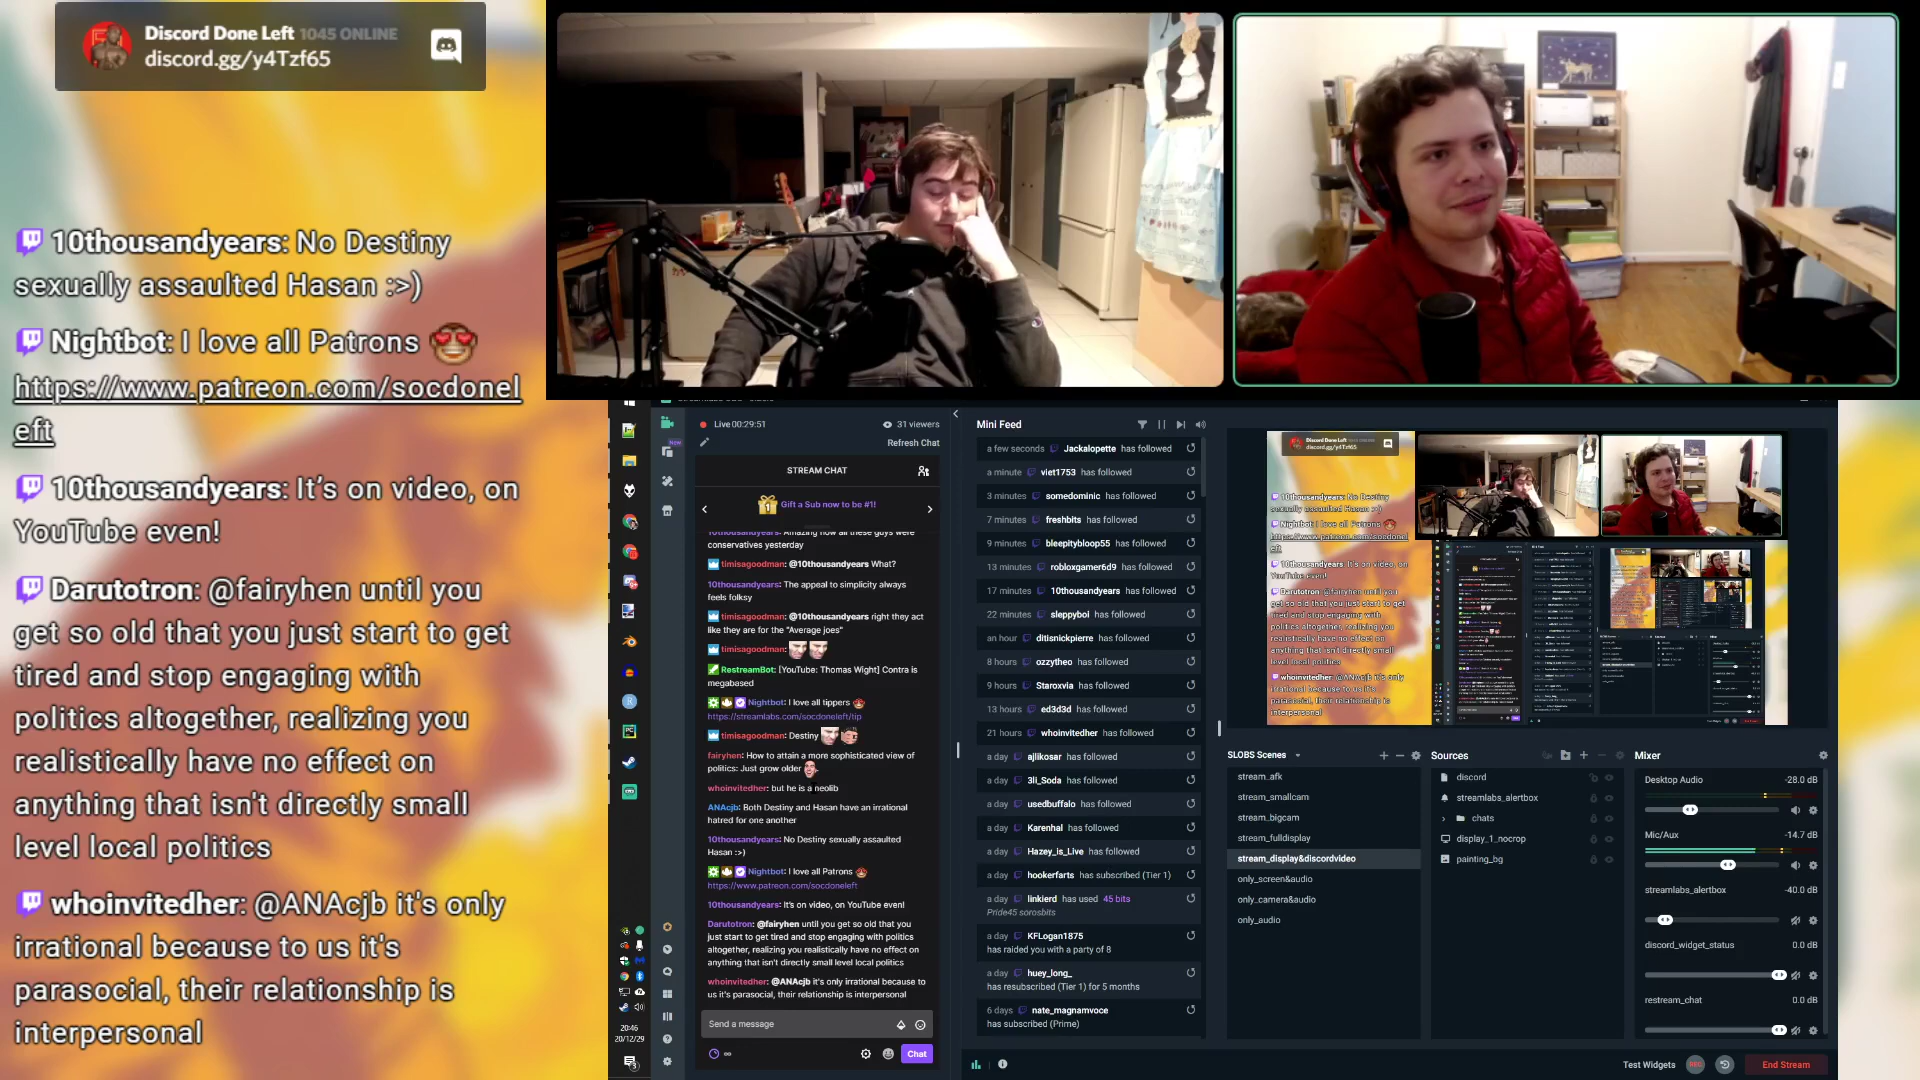 Discord Done Left 1045 ONLINE
discord.gg/y4Tzf65
10thousandyears: No Destiny
sexually assaulted Hasan :>)
Nightbot: I love all Patrons
https://www.patreon.com/socdonel
eft
10thousandyears: It's on video, on
YouTube even!
Darutotron: @fairyhen until you
get so old that you just start to get
tired and stop engaging with
politics altogether, realizing you
realistically have no effect on
anything that isn't directly small
level local politics
whoinvitedher: @ANAcjb it's only
irrational because to us it's
parasocial, their relationship is
interpersonal
Live 00:29:51
31 viewers
Refresh Chat
New
STREAM CHAT
Gift a Sub now to be #1!
10thousandyears: Amazing how all these guys were
conservatives yesterday
timisagoodman: @10thousandyears What?
10thousandyears: The appeal to simplicity always
feels folksy
timisagoodman: @10thousandyears right they act
like they are for the "Average joes"
timisagoodman:
RestreamBot: [YouTube: Thomas Wight] Contra is
megabased
Nightbot: I love all tippers
https://streamlabs.com/socdoneleft/tip
timisagoodman: Destiny
fairyhen: How to attain a more sophisticated view of
politics: Just grow older
whoinvitedher: but he is a neolib
ANAcjb: Both Destiny and Hasan have an irrational
hatred for one another
10thousandyears: No Destiny sexually assaulted
Hasan :>)
Nightbot: I love all Patrons
https://www.patreon.com/socdoneleft
10thousandyears: It's on video, on YouTube even!
Darutotron: @fairyhen until you get so old that you
just start to get tired and stop engaging with politics
altogether, realizing you realistically have no effect on
anything that isn't directly small level local politics
whoinvitedher: @ANAcjb it's only irrational because to
us it's parasocial, their relationship is interpersonal
Send a message
Chat
20:46
20/12/29
Mini Feed
a few seconds Jackalopette has followed
a minute viet1753 has followed
3 minutes somedominic has followed
7 minutes freshbits has followed
9 minutes bleepitybloop55 has followed
13 minutes robloxgamer6d9 has followed
17 minutes 10thousandyears has followed
22 minutes sleppyboi has followed
an hour ditisnickpierre has followed
8 hours ozzytheo has followed
9 hours Staroxvia has followed
13 hours ed3d3d has followed
21 hours whoinvitedher has followed
a day ajlikosar has followed
a day 3li_Soda has followed
a day usedbuffalo has followed
a day Karenhal has followed
a day Hazey_is_Live has followed
a day hookerfarts has subscribed (Tier 1)
a day linkierd has used 45 bits
Pride45 sorosbits
a day KFLogan1875
has raided you with a party of 8
a day huey_long_
has resubscribed (Tier 1) for 5 months
6 days nate_magnamvoce
has subscribed (Prime)
SLOBS Scenes
stream_afk
stream_smallcam
stream_bigcam
stream_fulldisplay
stream_display&discordvideo
only_screen&audio
only_camera&audio
only_audio
Sources
discord
streamlabs_alertbox
chats
display_1_nocrop
painting_bg
Mixer
Desktop Audio -28.0 dB
Mic/Aux -14.7 dB
streamlabs_alertbox -40.0 dB
discord_widget_status 0.0 dB
restream_chat 0.0 dB
Test Widgets
REC
End Stream